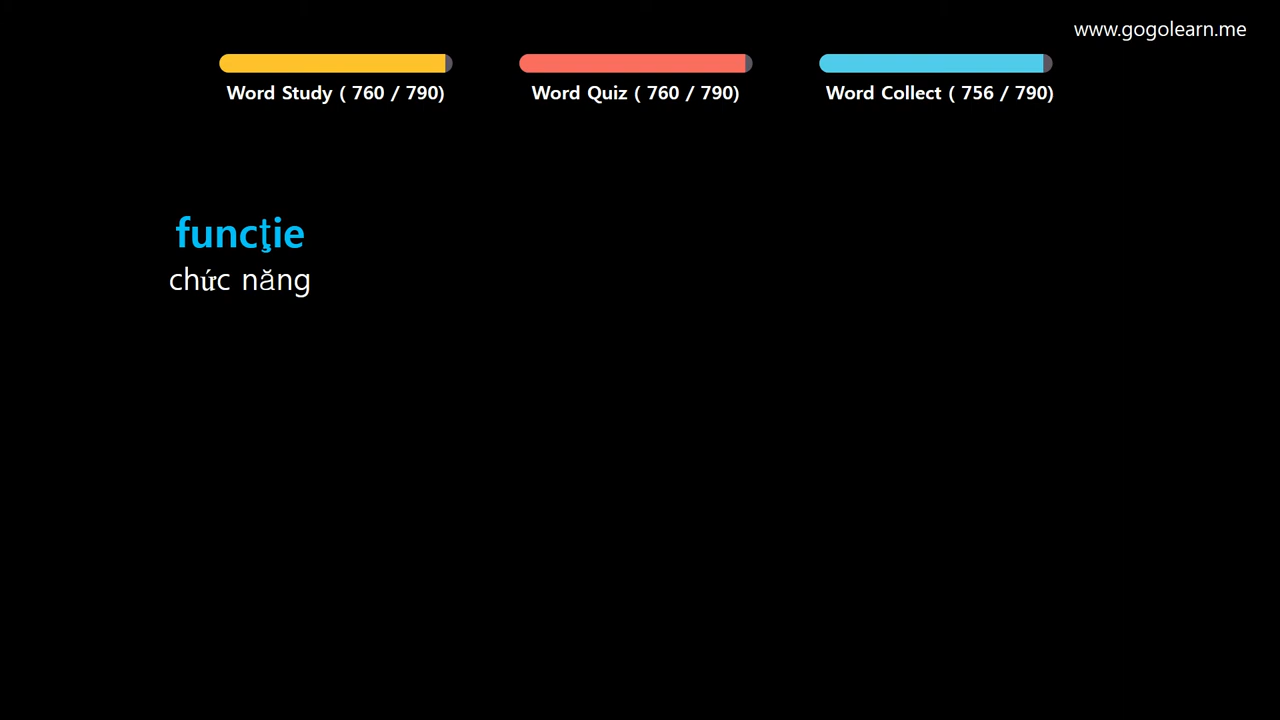 www.gogolearn.me
Word Study ( 760 / 790)
Word Quiz ( 760 / 790)
Word Collect ( 756 / 790)
funcţie
chức năng